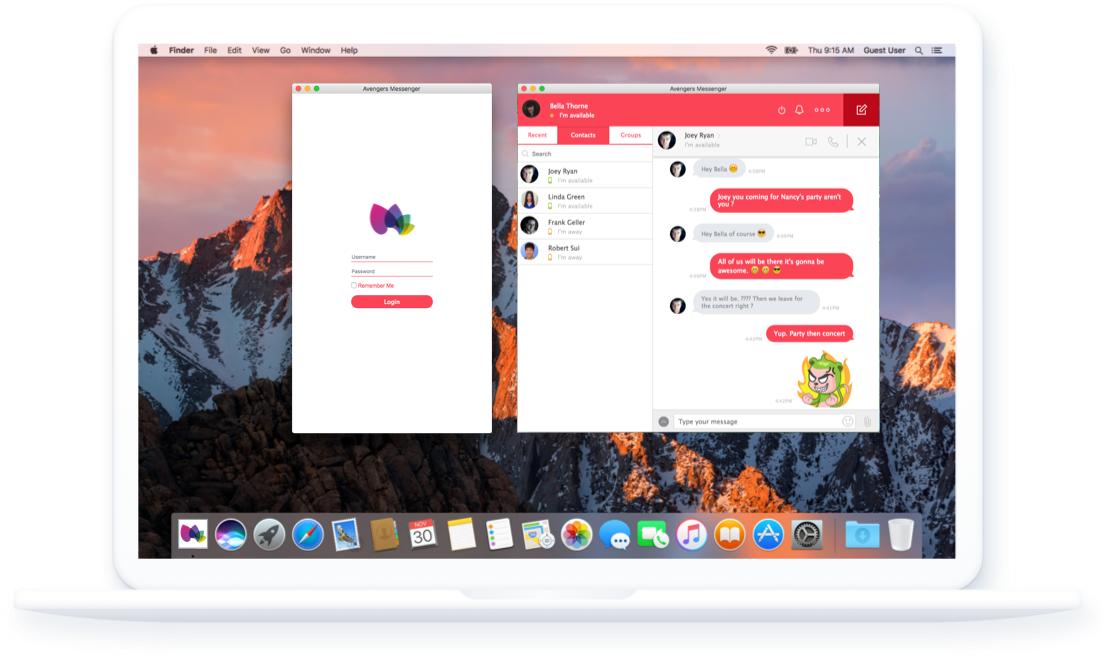 Finder File Edit View Go Window Help
Thu 9:15 AM Guest User
Avengers Messenger
Username
Password
Remember Me
Login
Avengers Messenger
Bella Thorne
I'm available
Recent Contacts Groups
Search
Joey Ryan
I'm available
Linda Green
I'm available
Frank Geller
I'm away
Robert Sui
I'm away
Joey Ryan
I'm available
Hey Bella 4:38PM
Joey you coming for Nancy's party aren't
you ?
4:38PM
Hey Bella of course
All of us will be there it's gonna be
awesome.
Yes it will be. ???? Then we leave for
the concert right ?
4:41PM
Yup. Party then concert
4:42PM
4:42PM
Type your message
NOV
30